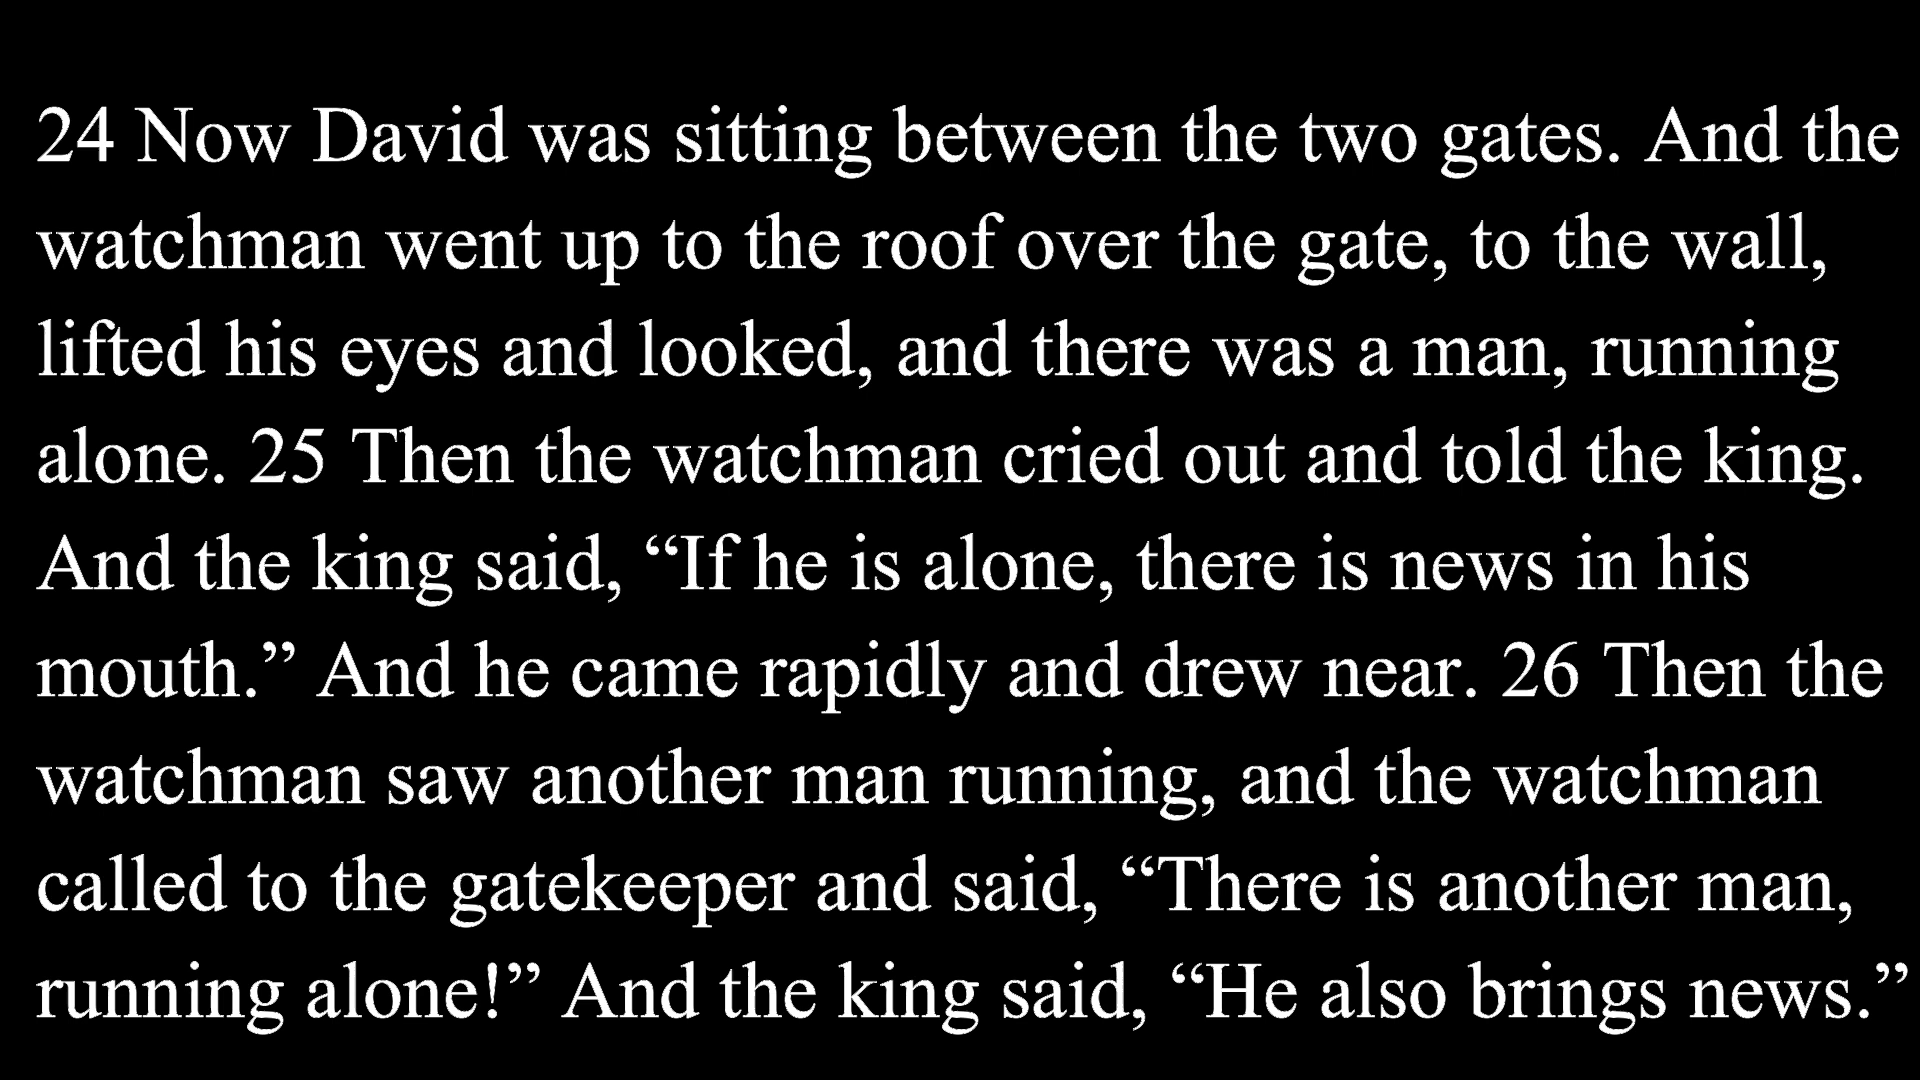 24 Now David was sitting between the two gates. And the
watchman went up to the roof over the gate, to the wall,
lifted his eyes and looked, and there was a man, running
alone. 25 Then the watchman cried out and told the king.
And the king said, “If he is alone, there is news in his
mouth.” And he came rapidly and drew near. 26 Then the
watchman saw another man running, and the watchman
called to the gatekeeper and said, “There is another man,
running alone!” And the king said, “He also brings news.”